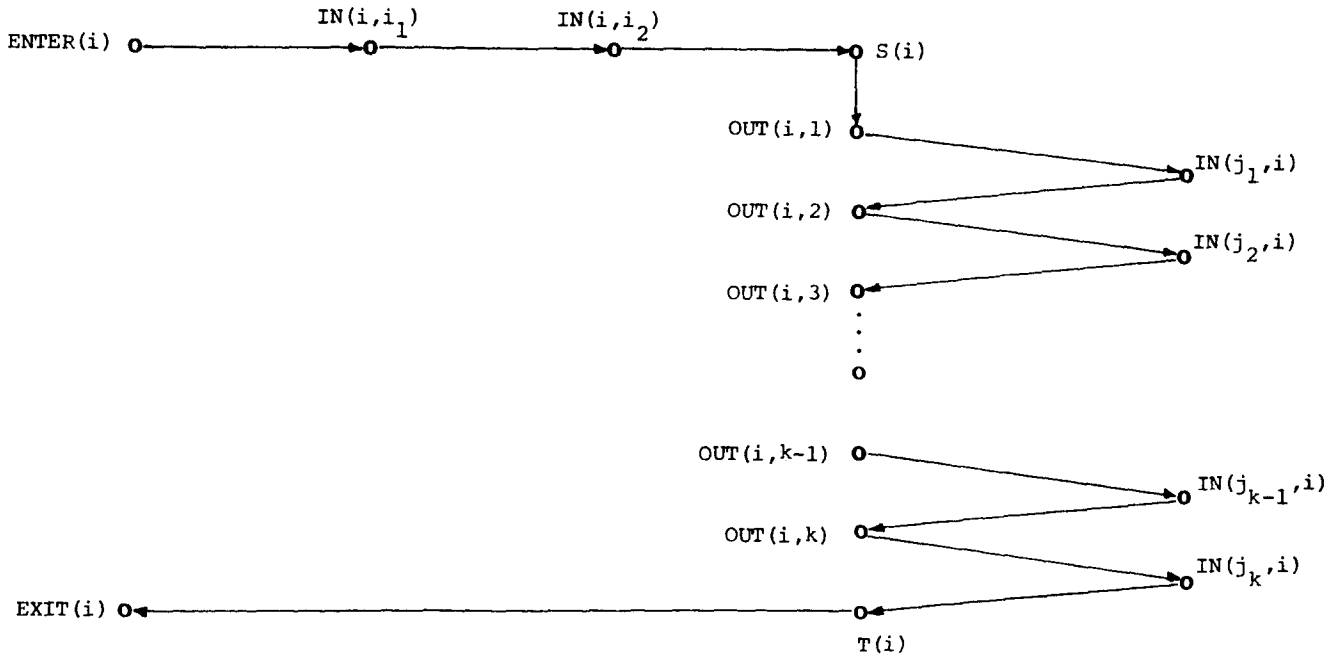 IN(i,i₁) IN(i,i₂)
ENTER(i) S(i)
OUT(i,1)
IN(j₁,i)
OUT(i,2)
IN(j₂,i)
OUT(i,3)
OUT(i,k-1)
IN(jₖ₋₁,i)
OUT(i,k)
IN(jₖ,i)
EXIT(i)
T(i)